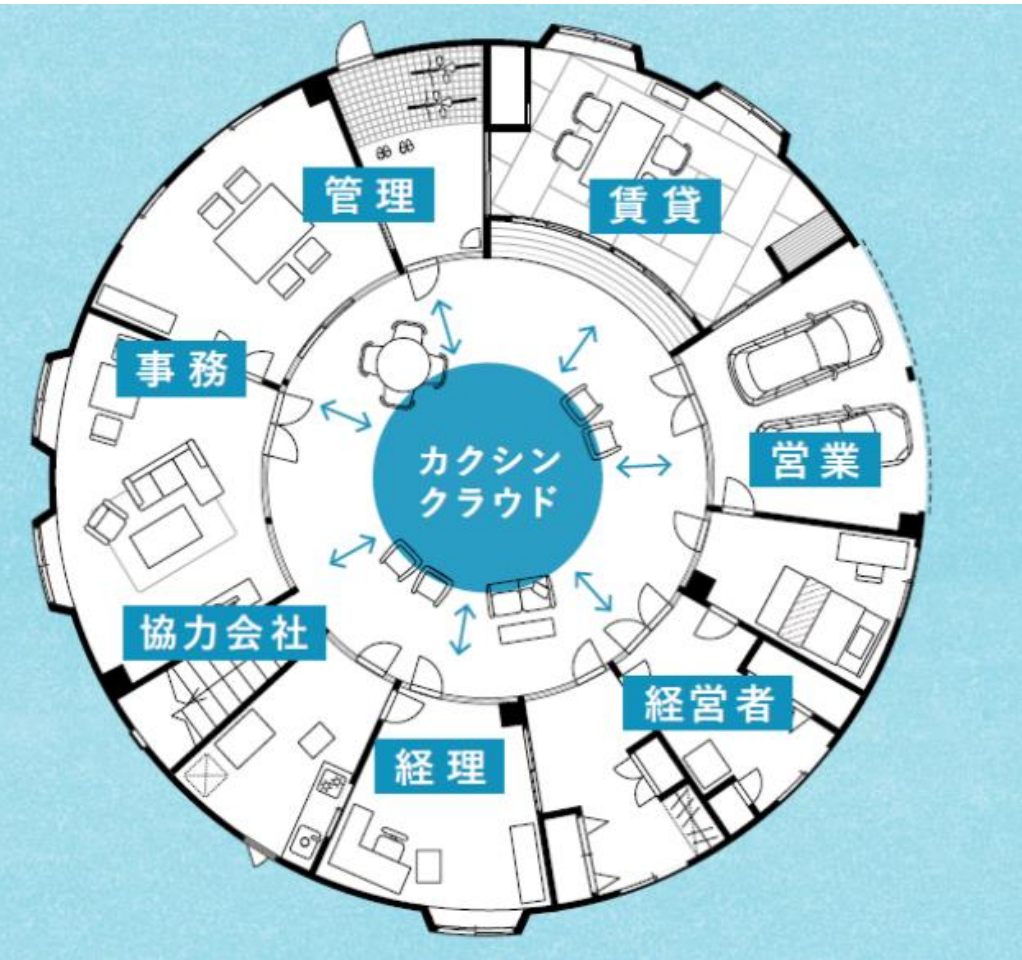 管理
賃貸
事務
営業
カクシン
クラウド
協力会社
経営者
経理